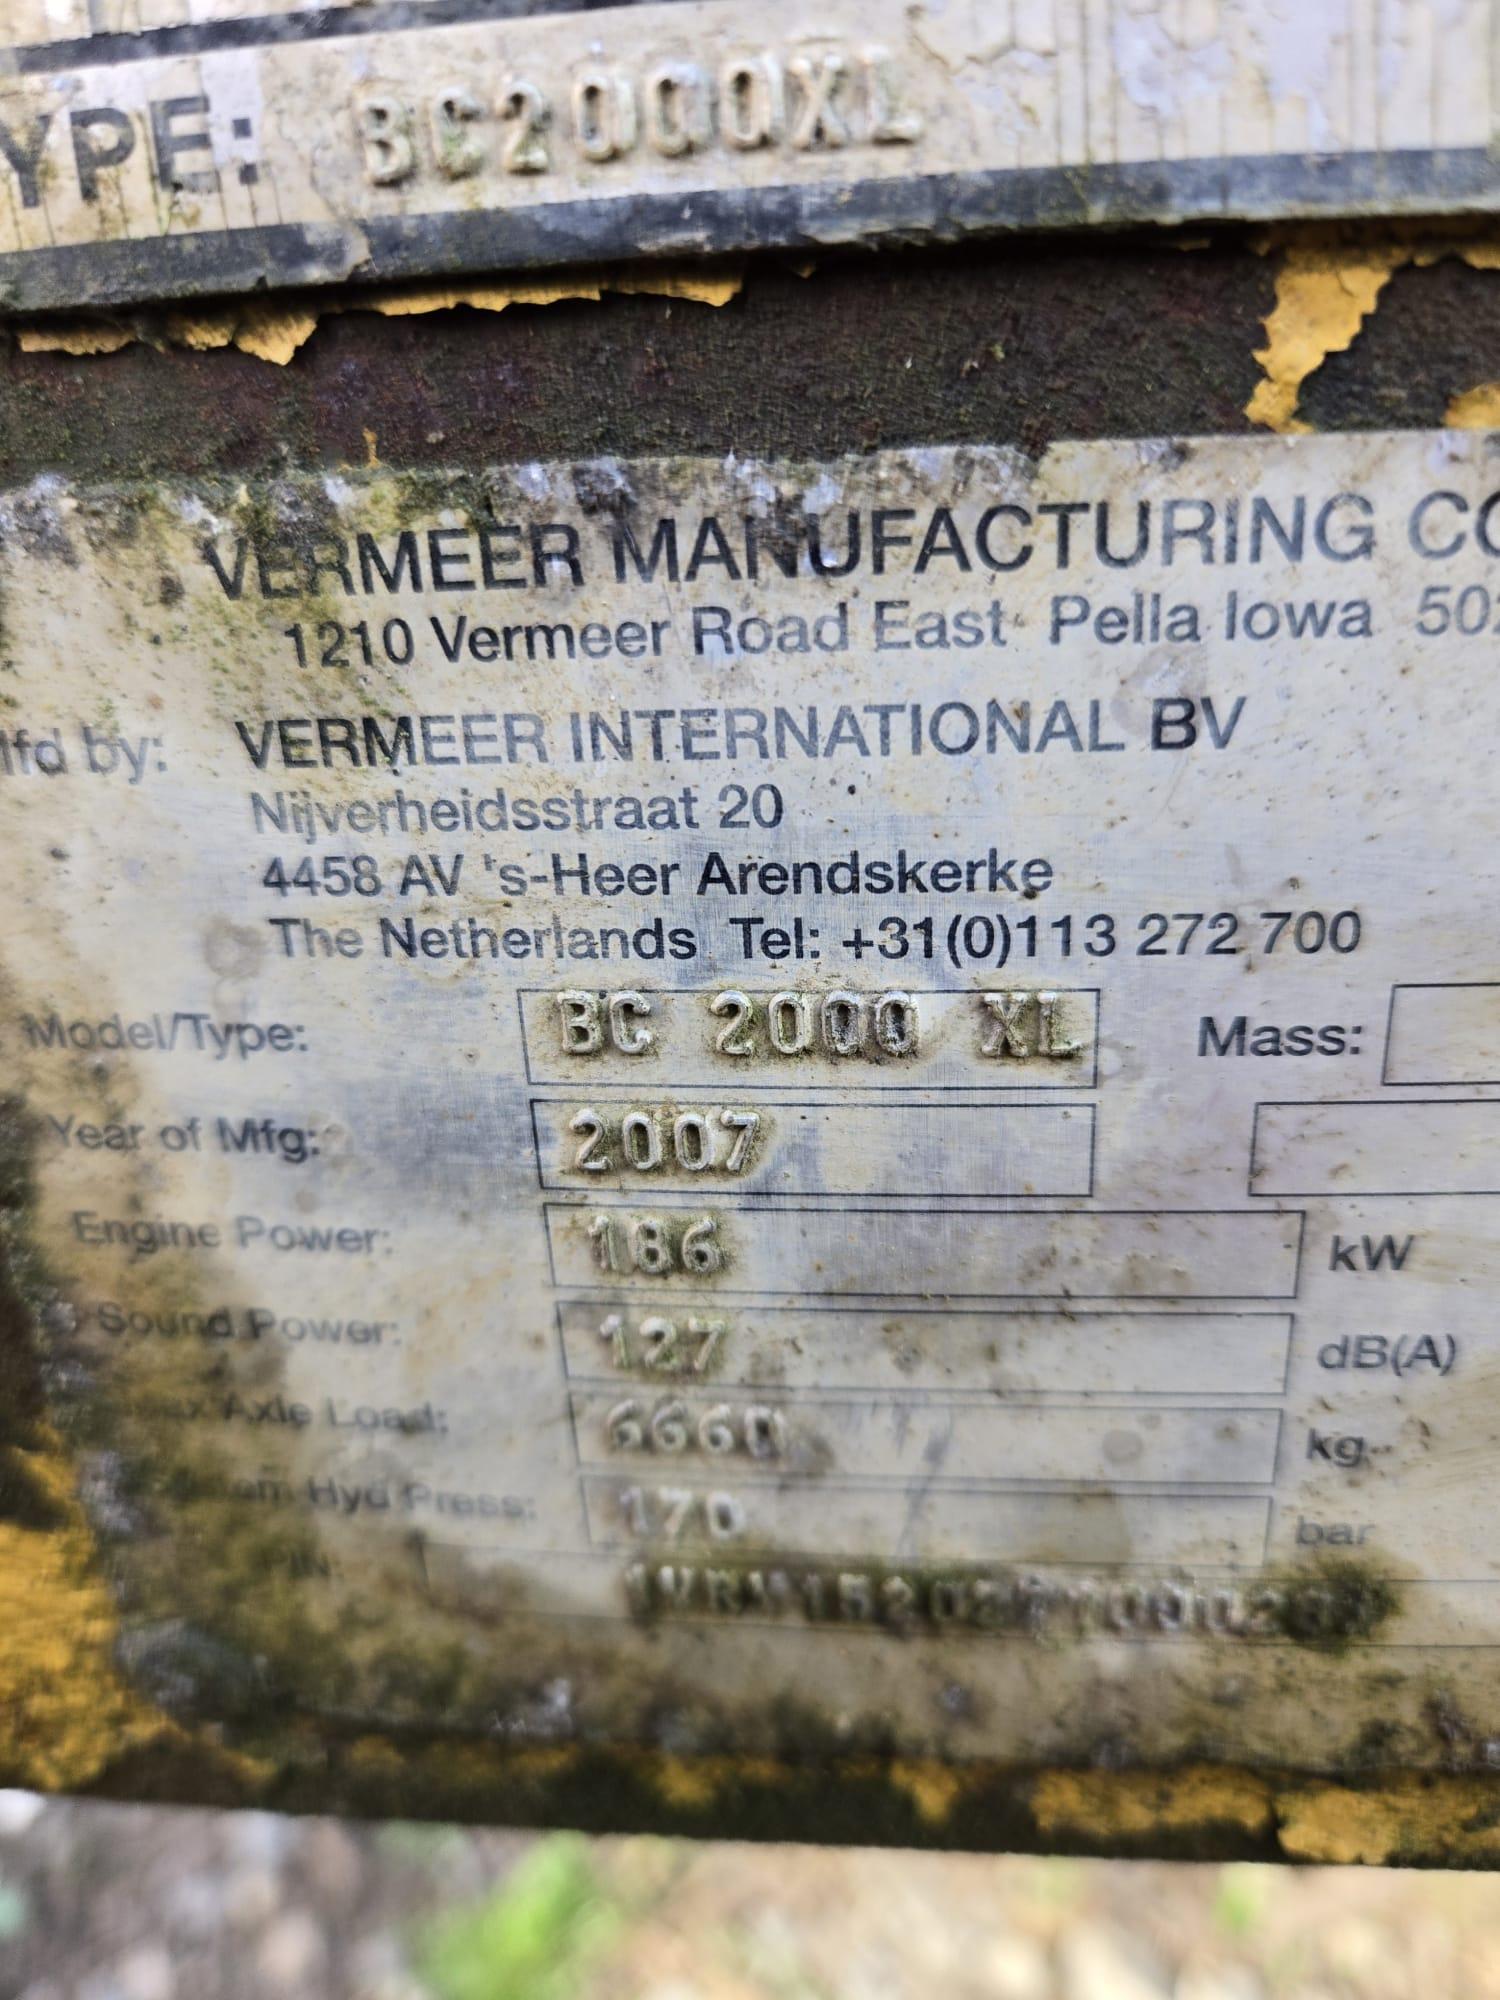 YPE: BC2000XL
VERMEER MANUFACTURING CO
1210 Vermeer Road East Pella Iowa 502
Mfd by: VERMEER INTERNATIONAL BV
Nijverheidsstraat 20
4458 AV 's-Heer Arendskerke
The Netherlands Tel: +31(0)113 272 700
Model/Type: BC 2000 XL Mass:
Year of Mfg: 2007
Engine Power: 186 kW
Sound Power: 127 dB(A)
Axle Load: 6660 kg
Hyd Press: 170 bar
PIN